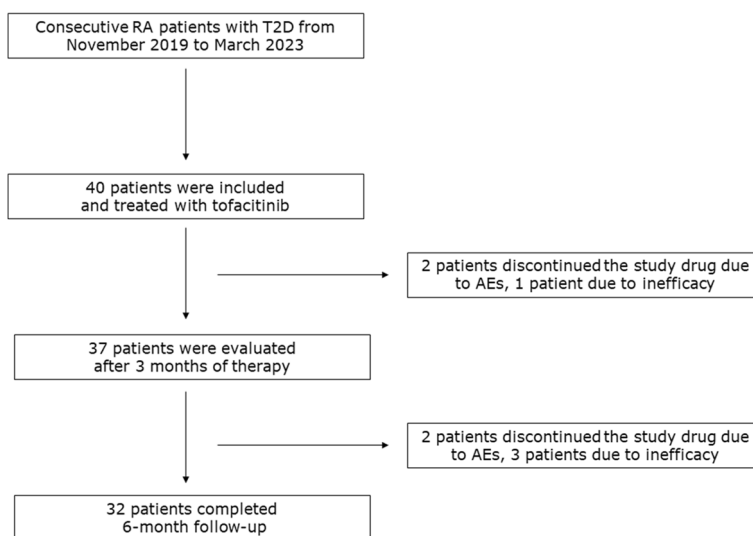 Consecutive RA patients with T2D from
November 2019 to March 2023
40 patients were included
and treated with tofacitinib
2 patients discontinued the study drug due
to AEs, 1 patient due to inefficacy
37 patients were evaluated
after 3 months of therapy
2 patients discontinued the study drug due
to AEs, 3 patients due to inefficacy
32 patients completed
6-month follow-up